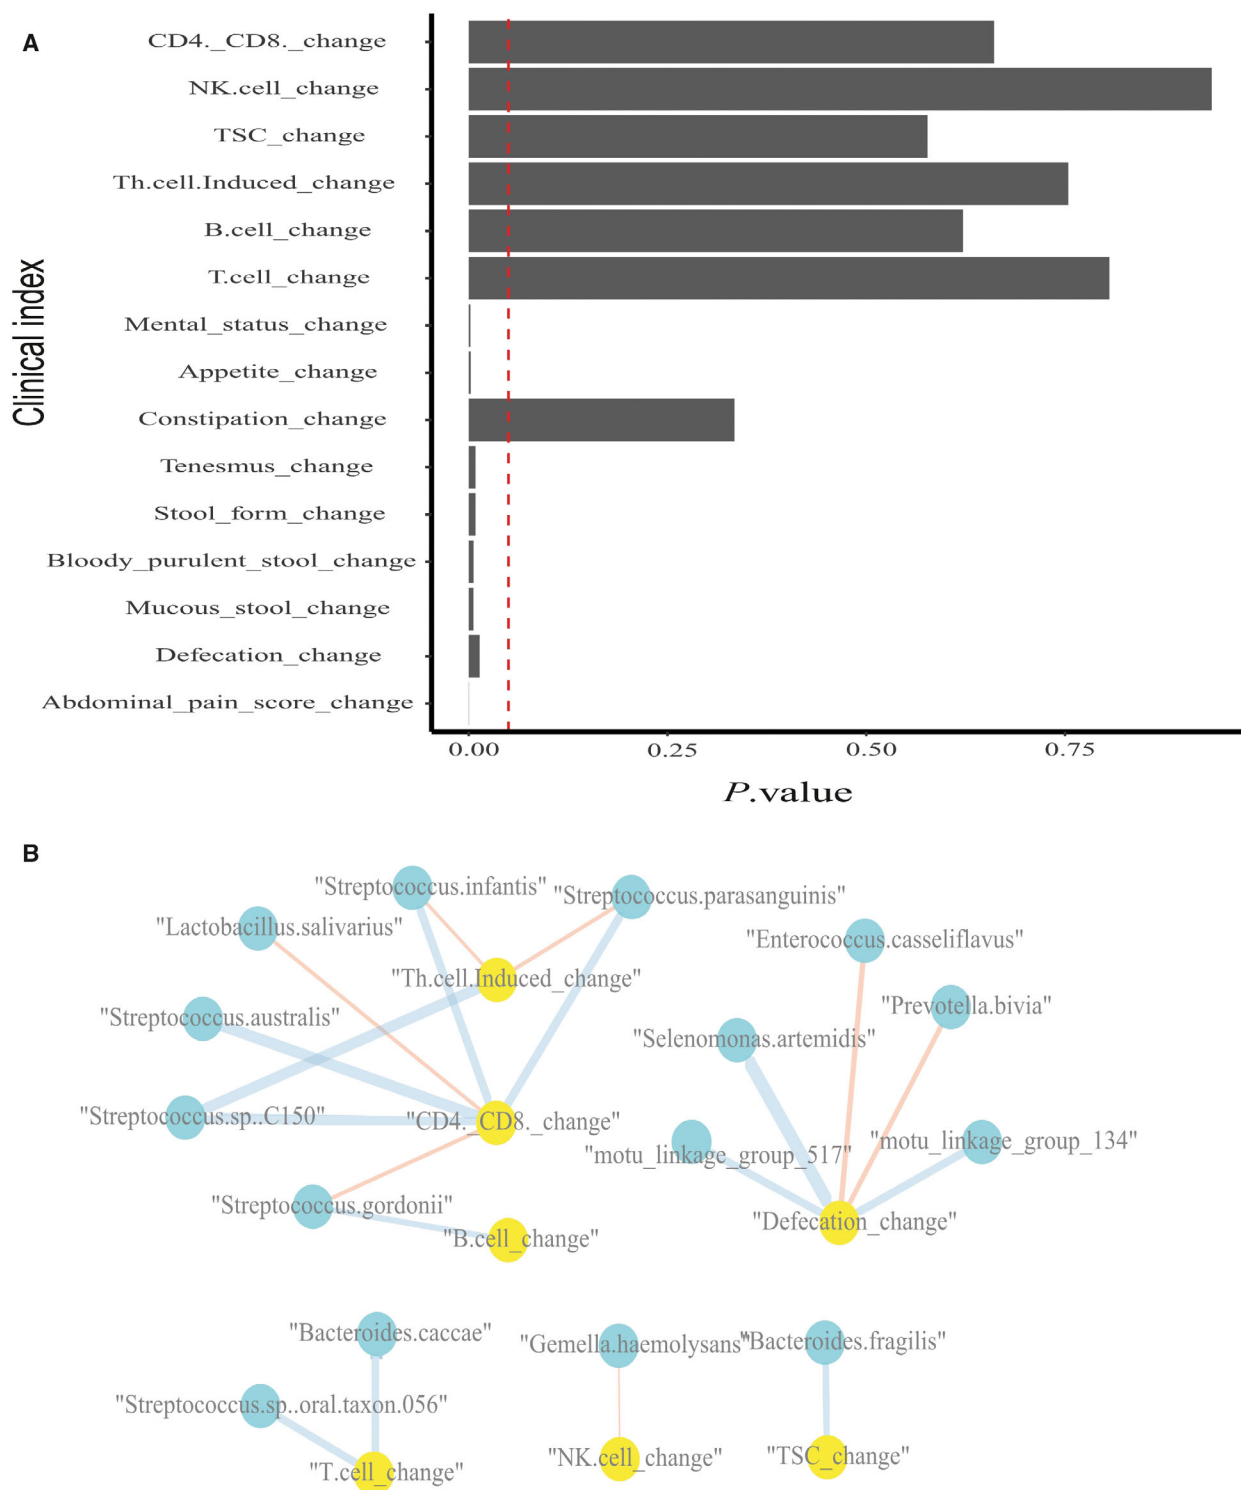 A
CD4._CD8._change
NK.cell_change
TSC_change
Th.cell.Induced_change
B.cell_change
T.cell_change
Mental_status_change
Appetite_change
Constipation_change
Tenesmus_change
Stool_form_change
Bloody_purulent_stool_change
Mucous_stool_change
Defecation_change
Abdominal_pain_score_change
Clinical index
0.00 0.25 0.50 0.75
P.value
B
"Streptococcus.infantis"
"Streptococcus.parasanguinis"
"Lactobacillus.salivarius"
"Enterococcus.casseliflavus"
"Th.cell.Induced_change"
"Prevotella.bivia"
"Streptococcus.australis"
"Selenomonas.artemidis"
"Streptococcus.sp..C150"
"CD4._CD8._change"
"motu_linkage_group_517"
"motu_linkage_group_134"
"Streptococcus.gordonii"
"Defecation_change"
"B.cell_change"
"Bacteroides.caccae"
"Gemella.haemolysans"
"Bacteroides.fragilis"
"Streptococcus.sp..oral.taxon.056"
"T.cell_change"
"NK.cell_change"
"TSC_change"